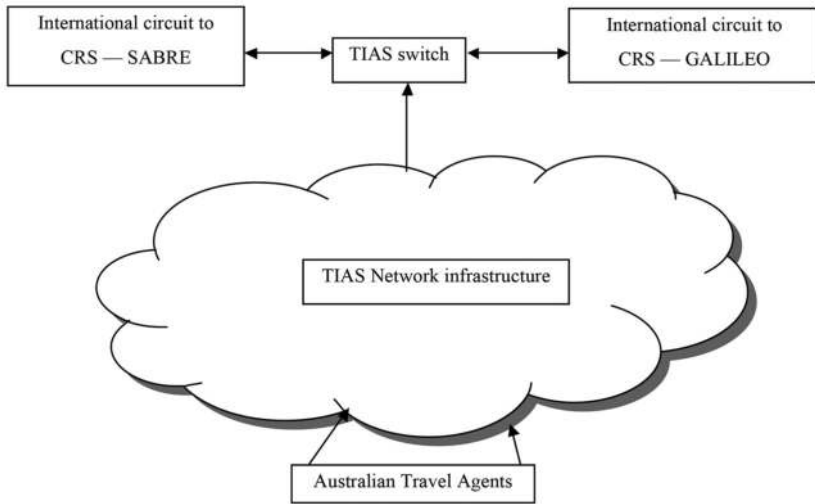 International circuit to
CRS — SABRE
TIAS switch
International circuit to
CRS — GALILEO
TIAS Network infrastructure
Australian Travel Agents